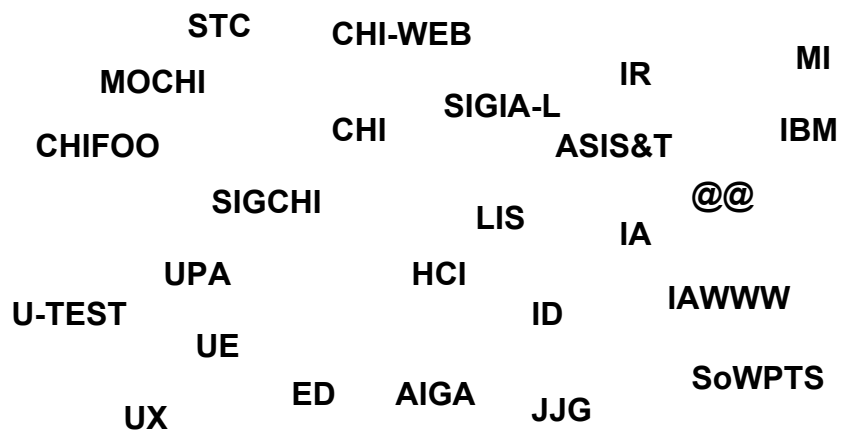 STC
CHI-WEB
MI
IR
MOCHI
SIGIA-L
CHI
IBM
CHIFOO
ASIS&T
@@
SIGCHI
LIS
IA
UPA
HCI
IAWWW
U-TEST
ID
UE
SoWPTS
ED
AIGA
JJG
UX